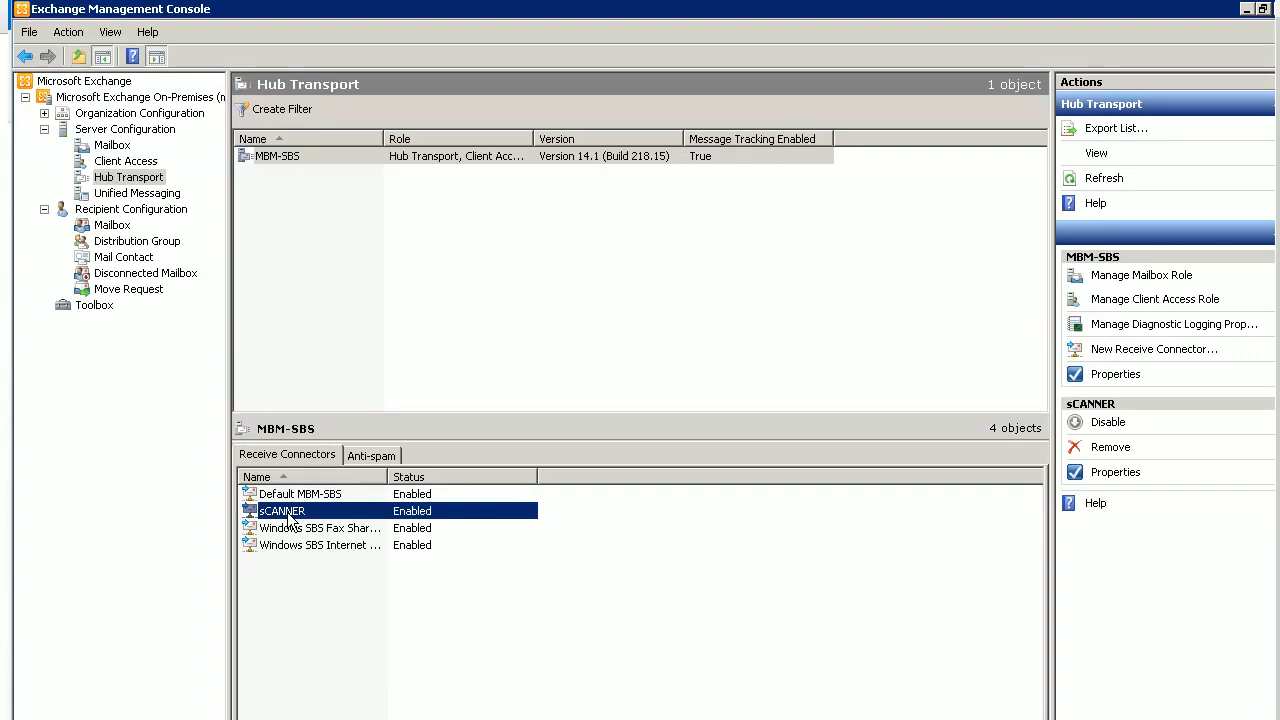 Exchange Management Console
File Action View Help
Microsoft Exchange
Microsoft Exchange On-Premises (n
Organization Configuration
Server Configuration
Mailbox
Client Access
Hub Transport
Unified Messaging
Recipient Configuration
Mailbox
Distribution Group
Mail Contact
Disconnected Mailbox
Move Request
Toolbox
Hub Transport 1 object
Create Filter
Name Role Version Message Tracking Enabled
MBM-SBS Hub Transport, Client Acc... Version 14.1 (Build 218.15) True
MBM-SBS 4 objects
Receive Connectors Anti-spam
Name Status
Default MBM-SBS Enabled
sCANNER Enabled
Windows SBS Fax Shar... Enabled
Windows SBS Internet ... Enabled
Actions
Hub Transport
Export List...
View
Refresh
Help
MBM-SBS
Manage Mailbox Role
Manage Client Access Role
Manage Diagnostic Logging Prop...
New Receive Connector...
Properties
sCANNER
Disable
Remove
Properties
Help